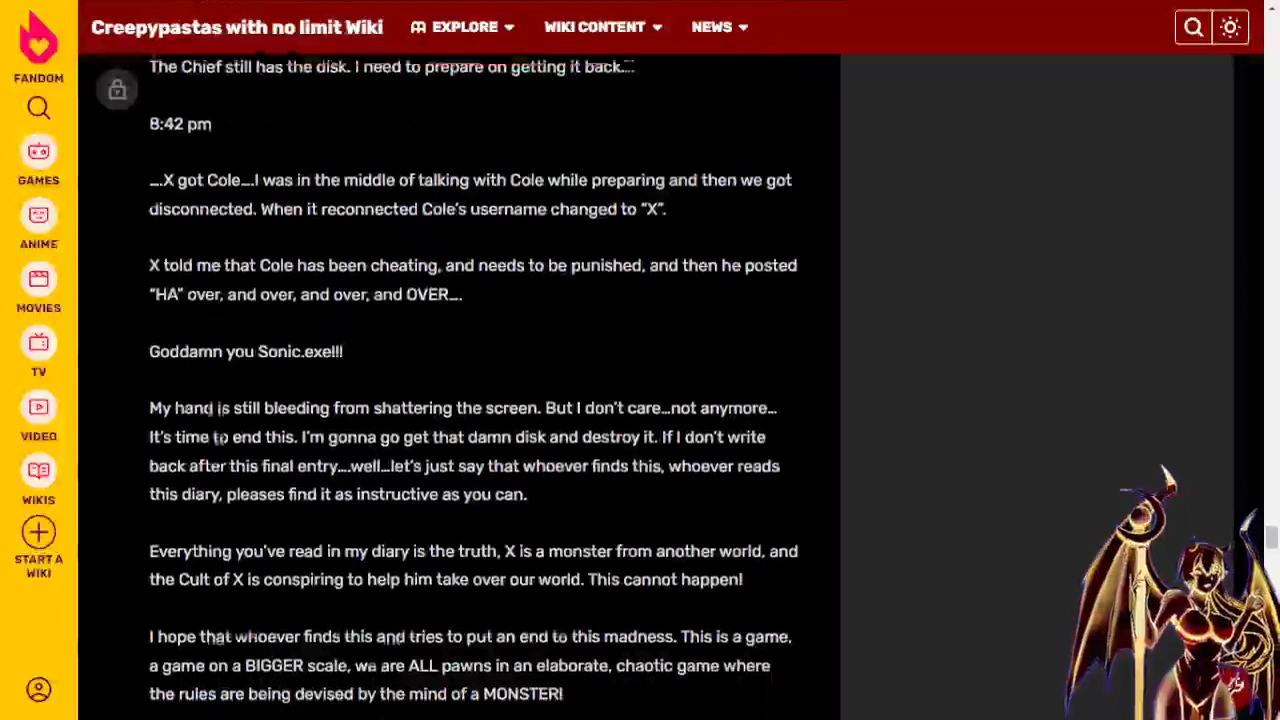 Creepypastas with no limit Wiki
EXPLORE
WIKI CONTENT
NEWS
FANDOM
GAMES
ANIME
MOVIES
TV
VIDEO
WIKIS
START A
WIKI
The Chief still has the disk. I need to prepare on getting it back….
8:42 pm
….X got Cole….I was in the middle of talking with Cole while preparing and then we got
disconnected. When it reconnected Cole’s username changed to “X”.
X told me that Cole has been cheating, and needs to be punished, and then he posted
“HA” over, and over, and over, and OVER….
Goddamn you Sonic.exe!!!
My hand is still bleeding from shattering the screen. But I don’t care…not anymore…
It’s time to end this. I’m gonna go get that damn disk and destroy it. If I don’t write
back after this final entry….well…let’s just say that whoever finds this, whoever reads
this diary, pleases find it as instructive as you can.
Everything you’ve read in my diary is the truth, X is a monster from another world, and
the Cult of X is conspiring to help him take over our world. This cannot happen!
I hope that whoever finds this and tries to put an end to this madness. This is a game,
a game on a BIGGER scale, we are ALL pawns in an elaborate, chaotic game where
the rules are being devised by the mind of a MONSTER!